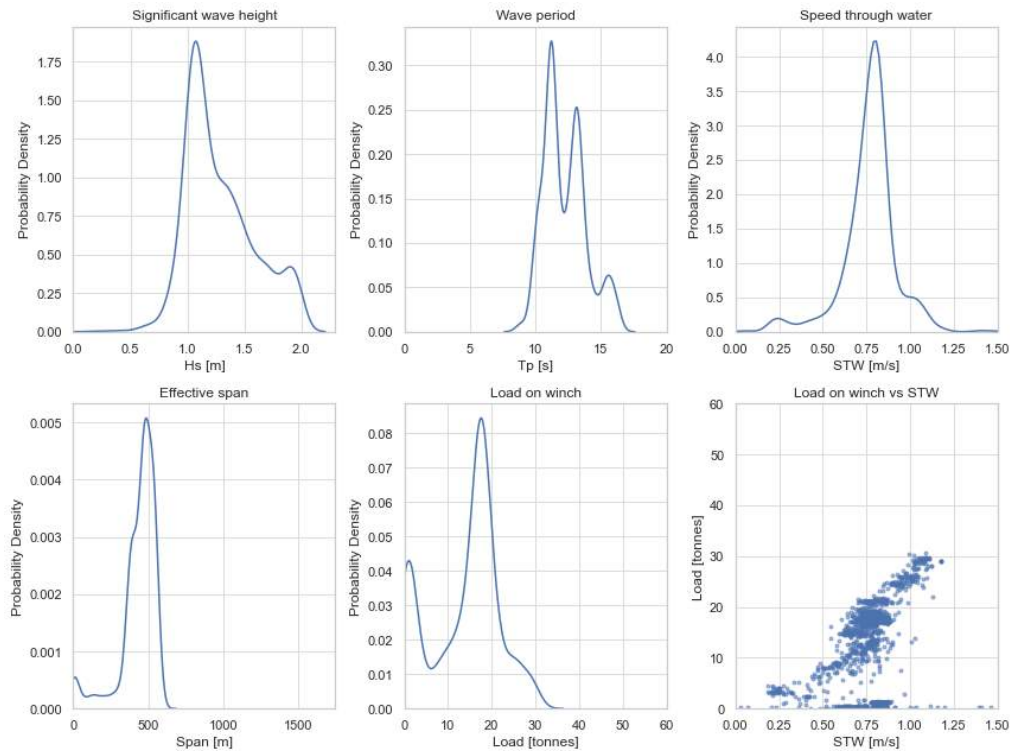 Significant wave height
Probability Density
1.75
1.50
1.25
1.00
0.75
0.50
0.25
0.00
0.0 0.5 1.0 1.5 2.0
Hs [m]
Wave period
Probability Density
0.30
0.25
0.20
0.15
0.10
0.05
0.00
0 5 10 15 20
Tp [s]
Speed through water
Probability Density
4.0
3.5
3.0
2.5
2.0
1.5
1.0
0.5
0.0
0.00 0.25 0.50 0.75 1.00 1.25 1.50
STW [m/s]
Effective span
Probability Density
0.005
0.004
0.003
0.002
0.001
0.000
0 500 1000 1500
Span [m]
Load on winch
Probability Density
0.08
0.07
0.06
0.05
0.04
0.03
0.02
0.01
0.00
0 10 20 30 40 50 60
Load [tonnes]
Load on winch vs STW
Load [tonnes]
60
50
40
30
20
10
0
0.00 0.25 0.50 0.75 1.00 1.25 1.50
STW [m/s]